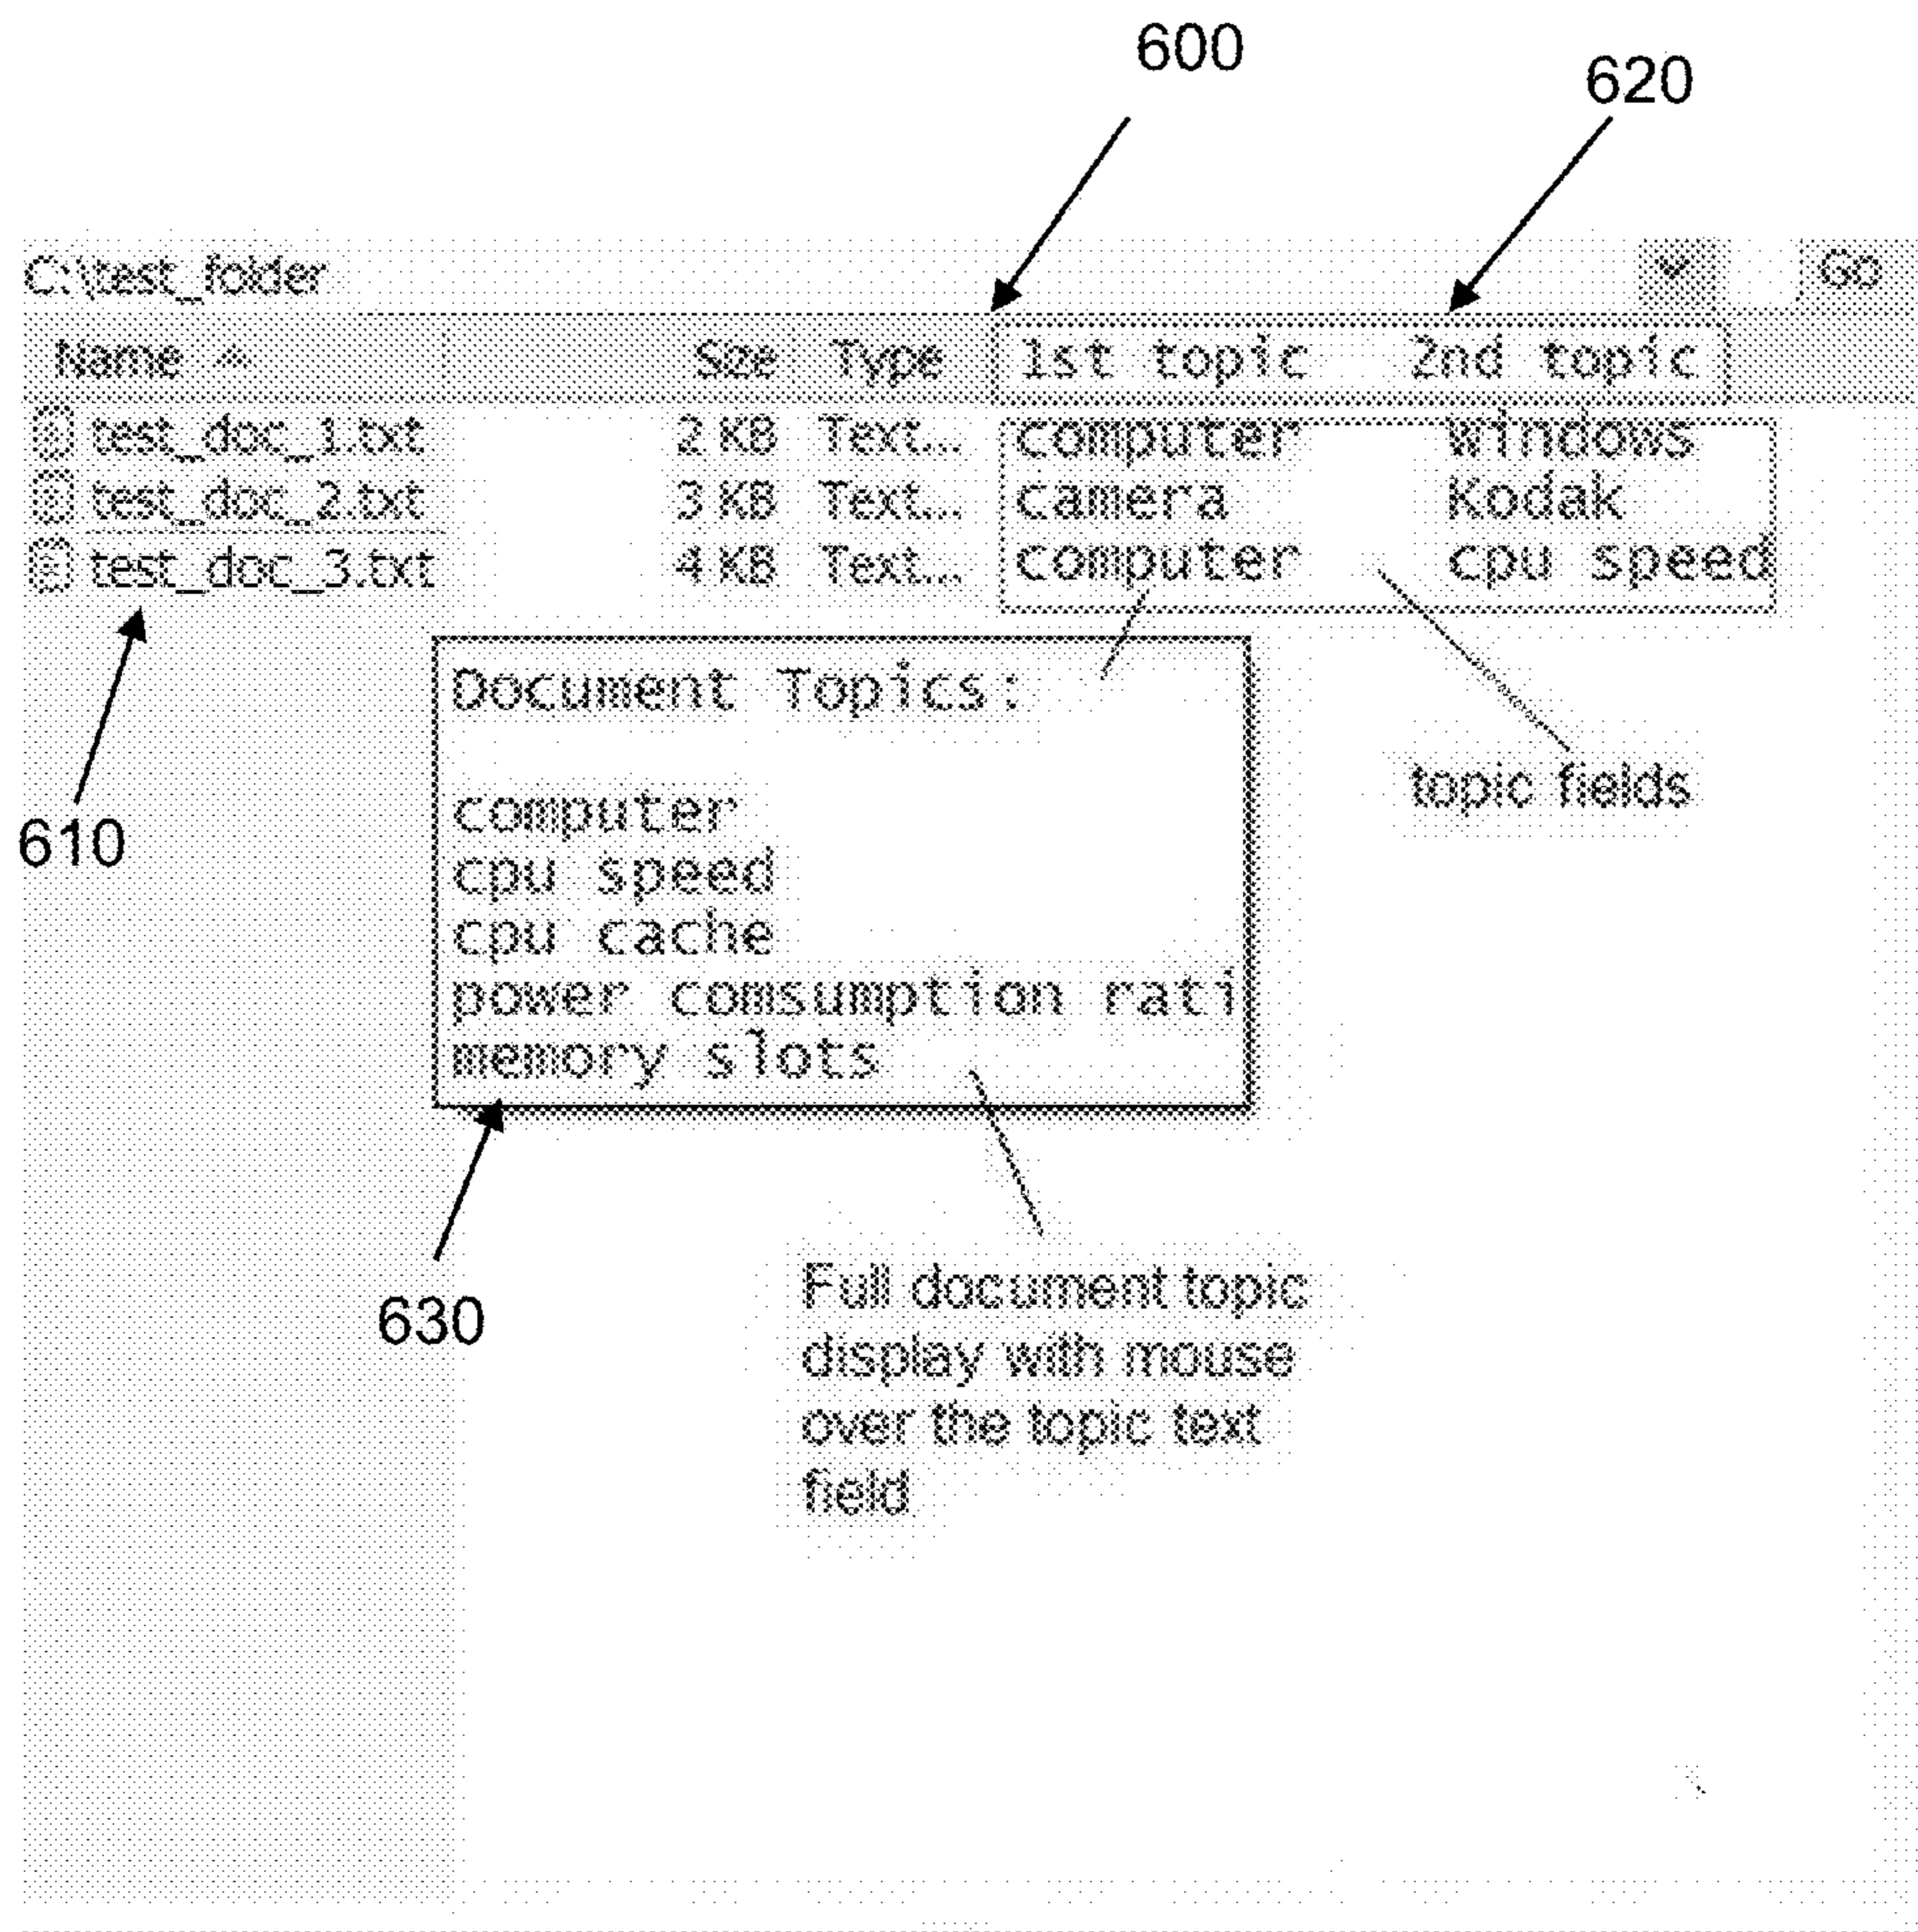 600
620
C:\test_folder Go
Name Size Type 1st topic 2nd topic
test_doc_1.txt 2 KB Text... computer Windows
test_doc_2.txt 3 KB Text... camera Kodak
test_doc_3.txt 4 KB Text... computer cpu speed
Document Topics:
topic fields
computer
610
cpu speed
cpu cache
power comsumption rati
memory slots
630
Full document topic
display with mouse
over the topic text
field